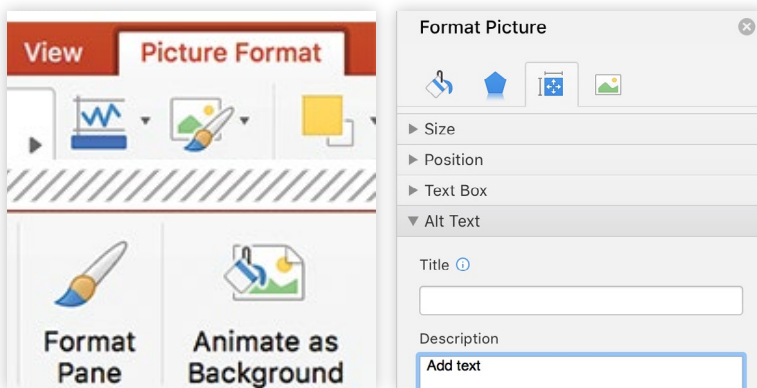 View
Picture Format
Format
Pane
Animate as
Background
Format Picture
Size
Position
Text Box
Alt Text
Title
Description
Add text